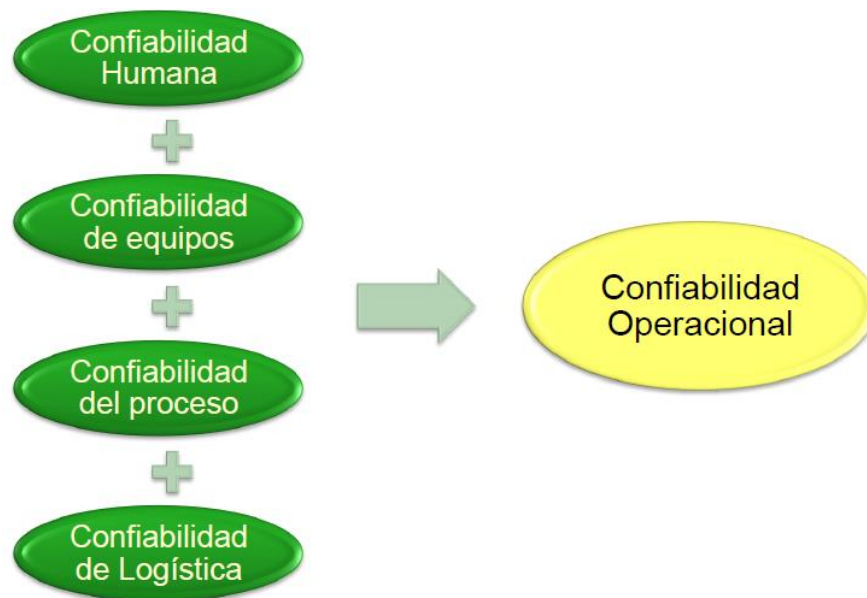 Confiabilidad
Humana
Confiabilidad
de equipos
Confiabilidad
del proceso
Confiabilidad
de Logística
Confiabilidad
Operacional